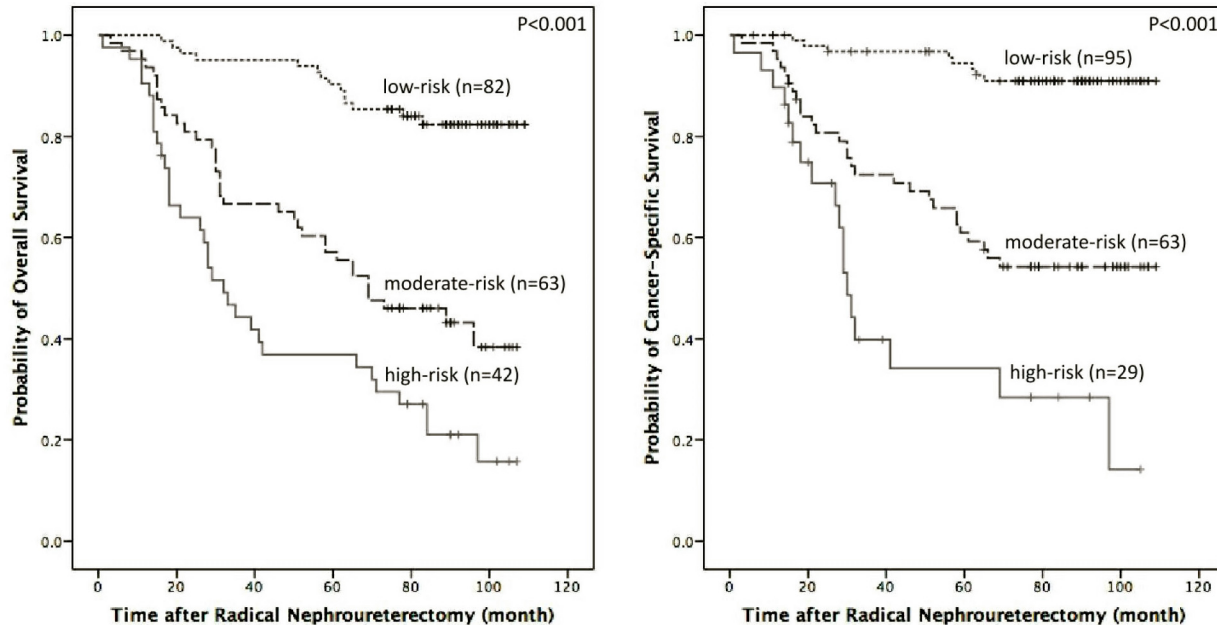 P<0.001
Probability of Overall Survival
1.0
0.8
0.6
0.4
0.2
0.0
low-risk (n=82)
moderate-risk (n=63)
high-risk (n=42)
0 20 40 60 80 100 120
Time after Radical Nephroureterectomy (month)
P<0.001
Probability of Cancer-Specific Survival
1.0
0.8
0.6
0.4
0.2
0.0
low-risk (n=95)
moderate-risk (n=63)
high-risk (n=29)
0 20 40 60 80 100 120
Time after Radical Nephroureterectomy (month)